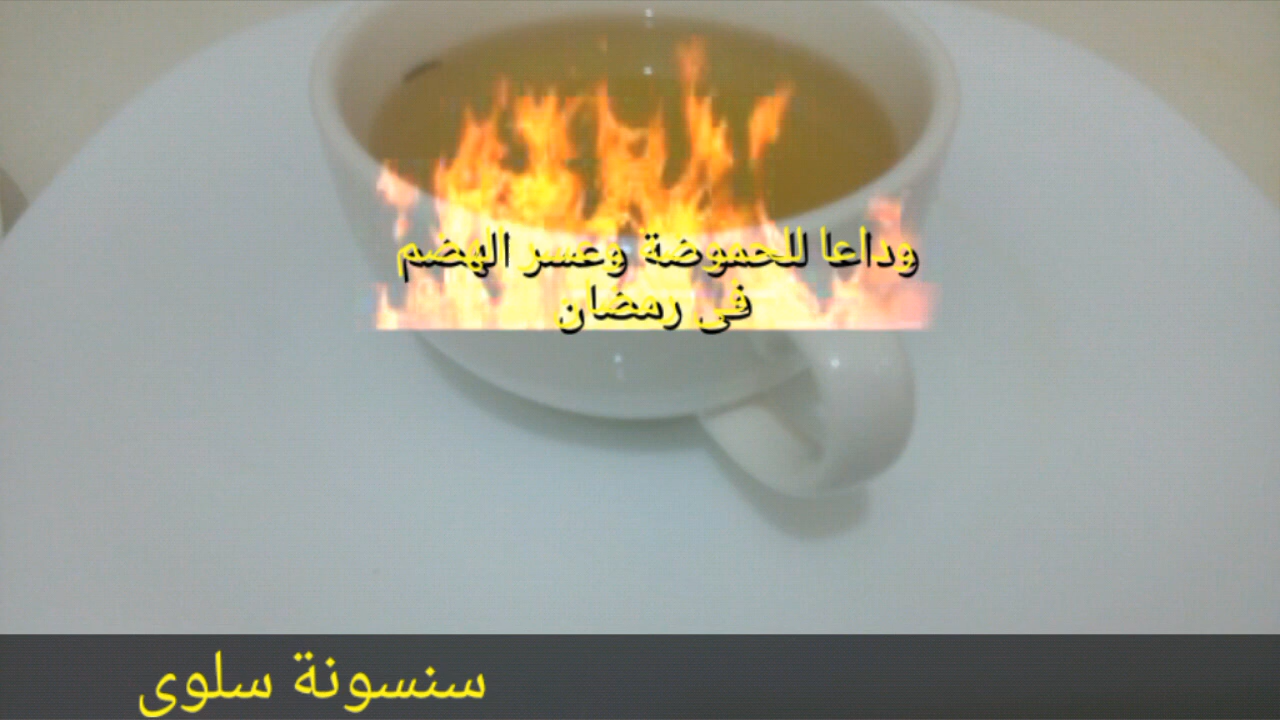 وداعا للحموضة وعسر الهضم
فى رمضان
سنسونة سلوى